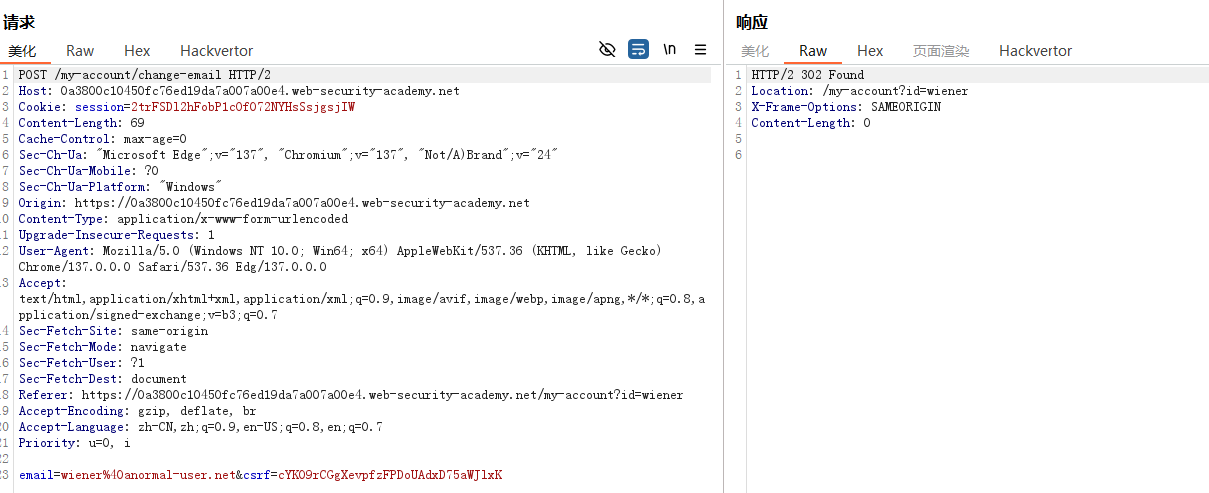 请求
美化 Raw Hex Hackvertor \n
1 POST /my-account/change-email HTTP/2
2 Host: 0a3800c10450fc76ed19da7a007a00e4.web-security-academy.net
3 Cookie: session=2trFSDl2hFobP1cOf072NYHsSsjgsjIW
4 Content-Length: 69
5 Cache-Control: max-age=0
6 Sec-Ch-Ua: "Microsoft Edge";v="137", "Chromium";v="137", "Not/A)Brand";v="24"
7 Sec-Ch-Ua-Mobile: ?0
8 Sec-Ch-Ua-Platform: "Windows"
9 Origin: https://0a3800c10450fc76ed19da7a007a00e4.web-security-academy.net
10 Content-Type: application/x-www-form-urlencoded
11 Upgrade-Insecure-Requests: 1
12 User-Agent: Mozilla/5.0 (Windows NT 10.0; Win64; x64) AppleWebKit/537.36 (KHTML, like Gecko)
Chrome/137.0.0.0 Safari/537.36 Edg/137.0.0.0
13 Accept:
text/html,application/xhtml+xml,application/xml;q=0.9,image/avif,image/webp,image/apng,*/*;q=0.8,a
pplication/signed-exchange;v=b3;q=0.7
14 Sec-Fetch-Site: same-origin
15 Sec-Fetch-Mode: navigate
16 Sec-Fetch-User: ?1
17 Sec-Fetch-Dest: document
18 Referer: https://0a3800c10450fc76ed19da7a007a00e4.web-security-academy.net/my-account?id=wiener
19 Accept-Encoding: gzip, deflate, br
20 Accept-Language: zh-CN,zh;q=0.9,en-US;q=0.8,en;q=0.7
21 Priority: u=0, i
22
23 email=wiener%40anormal-user.net&csrf=cYKO9rCGgXevpfzFPDoUAdxD75aWJlxK
响应
美化 Raw Hex 页面渲染 Hackvertor
1 HTTP/2 302 Found
2 Location: /my-account?id=wiener
3 X-Frame-Options: SAMEORIGIN
4 Content-Length: 0
5
6